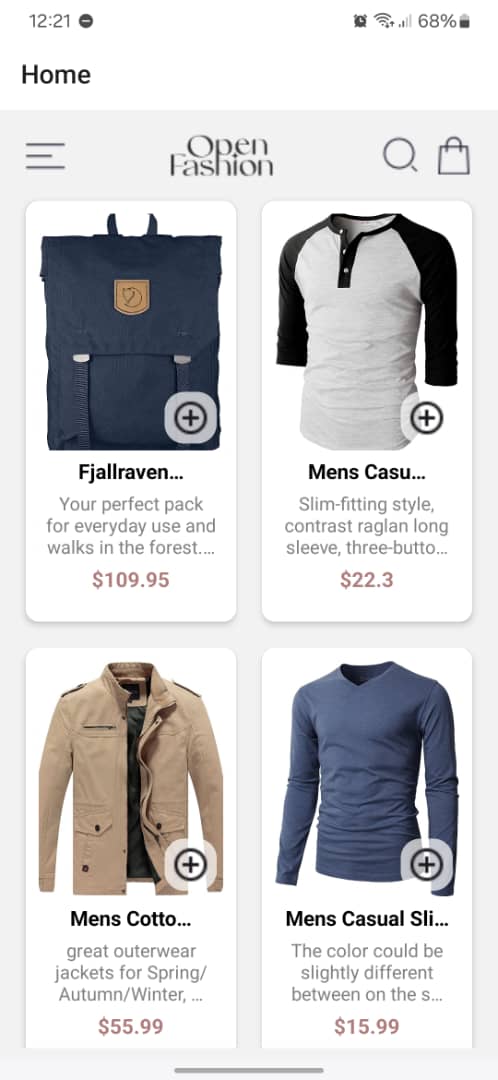 12:21
68%
Home
Open
Fashion
Fjallraven…
Your perfect pack
for everyday use and
walks in the forest.…
$109.95
Mens Casu…
Slim-fitting style,
contrast raglan long
sleeve, three-butto…
$22.3
Mens Cotto…
great outerwear
jackets for Spring/
Autumn/Winter, …
$55.99
Mens Casual Sli…
The color could be
slightly different
between on the s…
$15.99